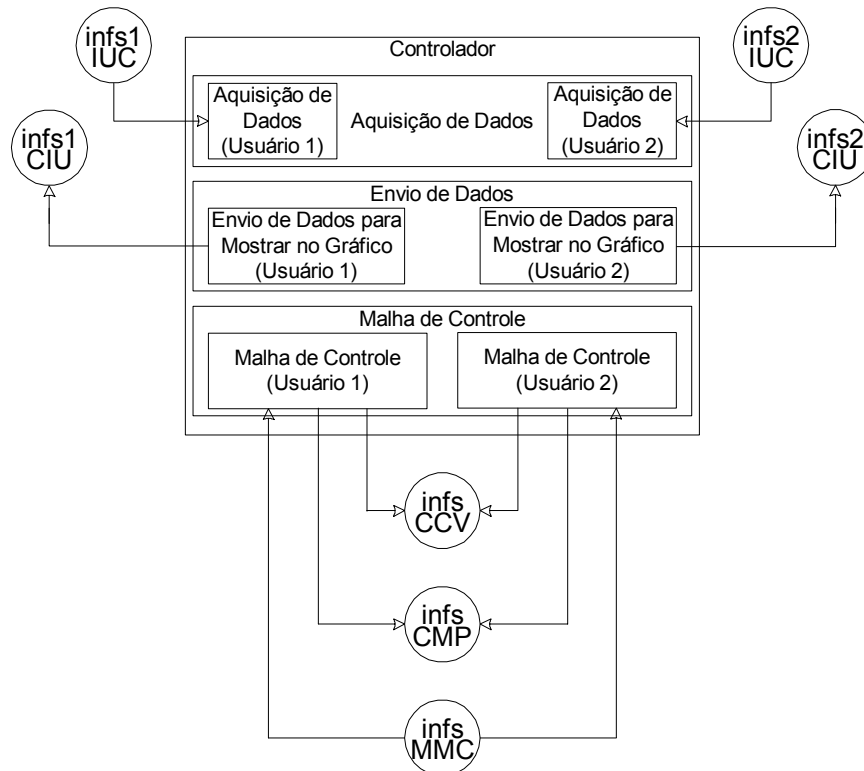 infs1
IUC
infs2
IUC
Controlador
Aquisição de
Dados
(Usuário 1)
Aquisição de Dados
Aquisição de
Dados
(Usuário 2)
infs1
CIU
infs2
CIU
Envio de Dados
Envio de Dados para
Mostrar no Gráfico
(Usuário 1)
Envio de Dados para
Mostrar no Gráfico
(Usuário 2)
Malha de Controle
Malha de Controle
(Usuário 1)
Malha de Controle
(Usuário 2)
infs
CCV
infs
CMP
infs
MMC